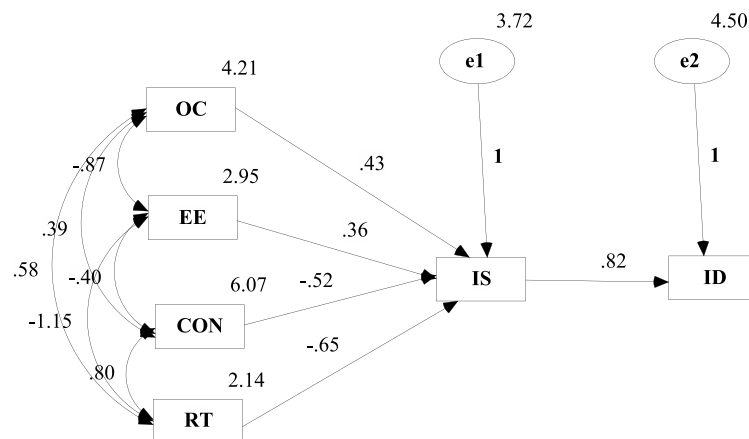 3.72
4.50
e1
e2
4.21
OC
-.87
.43
1
1
2.95
EE
.39
.36
.58
-.40
6.07
-.52
IS
.82
ID
CON
-1.15
-.65
.80
2.14
RT